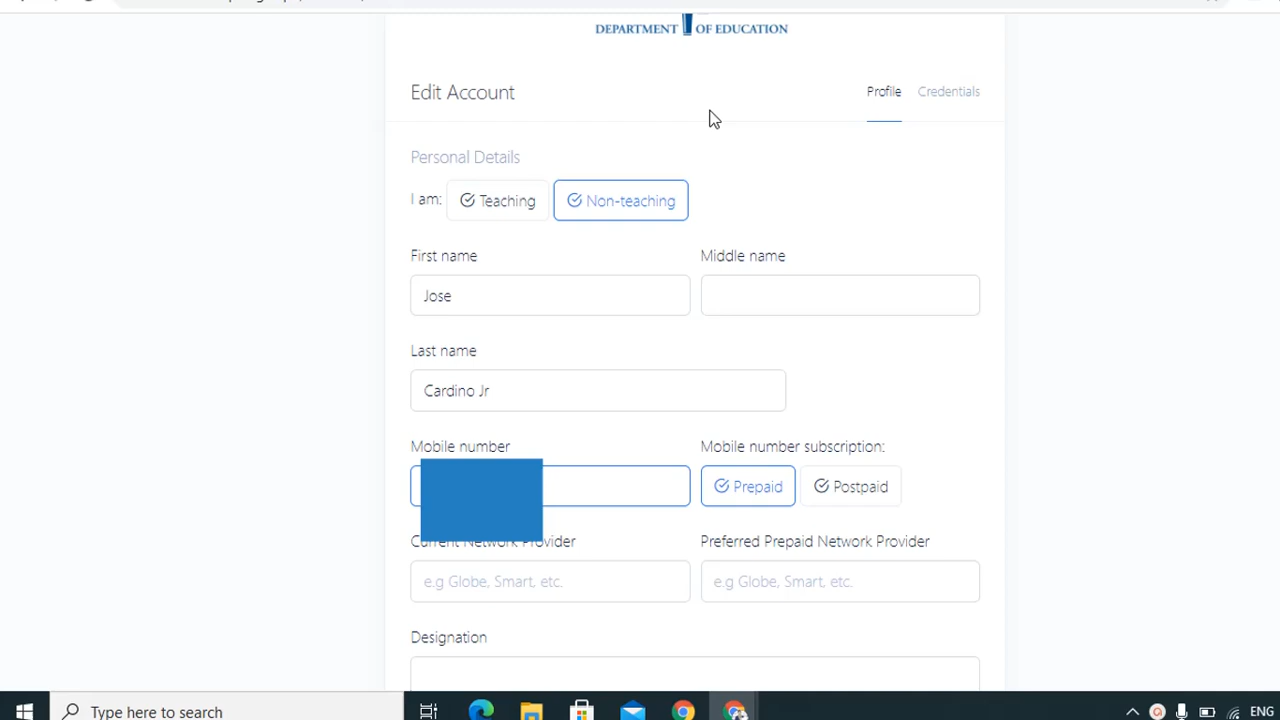 DEPARTMENT OF EDUCATION
Edit Account
Profile
Credentials
Personal Details
I am:
Teaching
Non-teaching
First name
Middle name
Jose
Last name
Cardino Jr
Mobile number
Mobile number subscription:
Prepaid
Postpaid
Current Network Provider
Preferred Prepaid Network Provider
e.g Globe, Smart, etc.
e.g Globe, Smart, etc.
Designation
Type here to search
ENG